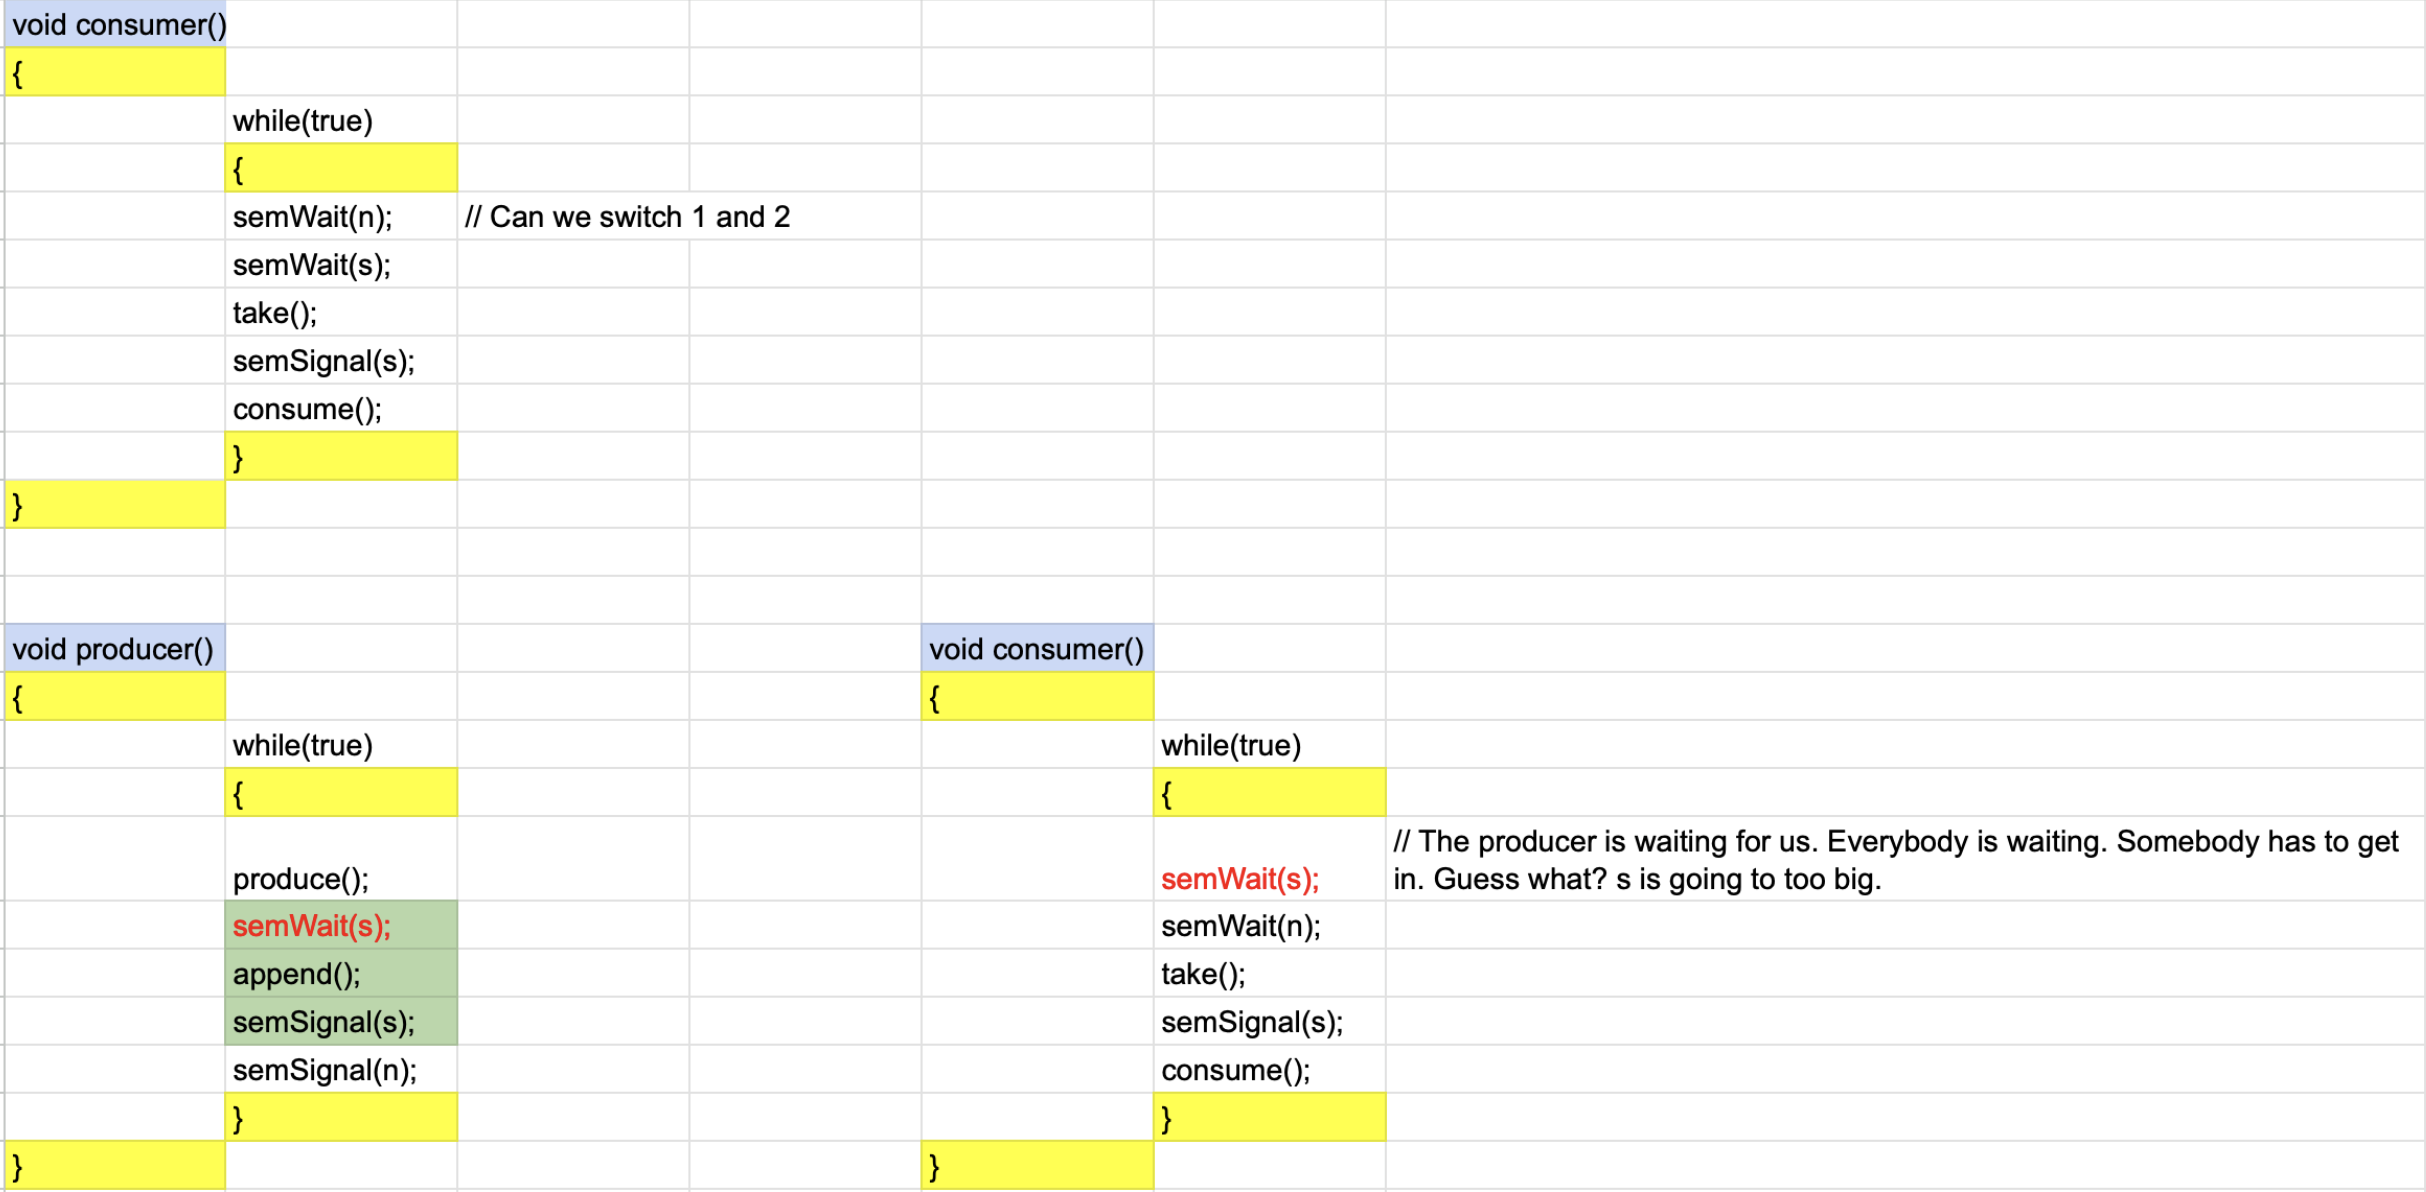 void consumer()
{
while(true)
{
semWait(n); // Can we switch 1 and 2
semWait(s);
take();
semSignal(s);
consume();
}
}
void producer() void consumer()
{ {
while(true) while(true)
{ {
// The producer is waiting for us. Everybody is waiting. Somebody has to get
produce(); semWait(s); in. Guess what? s is going to too big.
semWait(s); semWait(n);
append(); take();
semSignal(s); semSignal(s);
semSignal(n); consume();
} }
} }